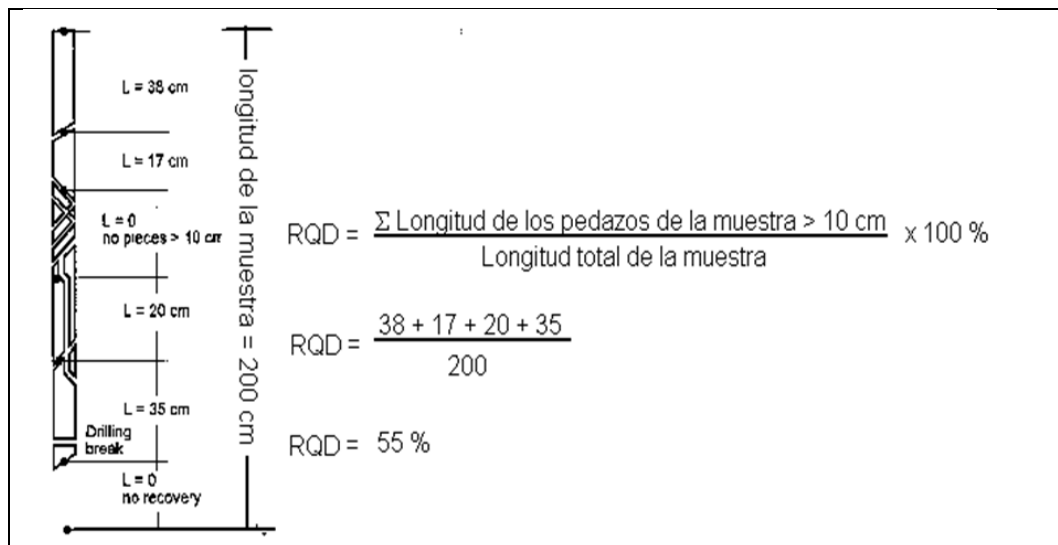 L = 38 cm
L = 17 cm
L = 0
no pieces > 10 cm
L = 20 cm
L = 35 cm
Drilling
break
L = 0
no recovery
longitud de la muestra = 200 cm
RQD = Σ Longitud de los pedazos de la muestra > 10 cm x 100 %
Longitud total de la muestra
RQD = 38 + 17 + 20 + 35
200
RQD = 55 %